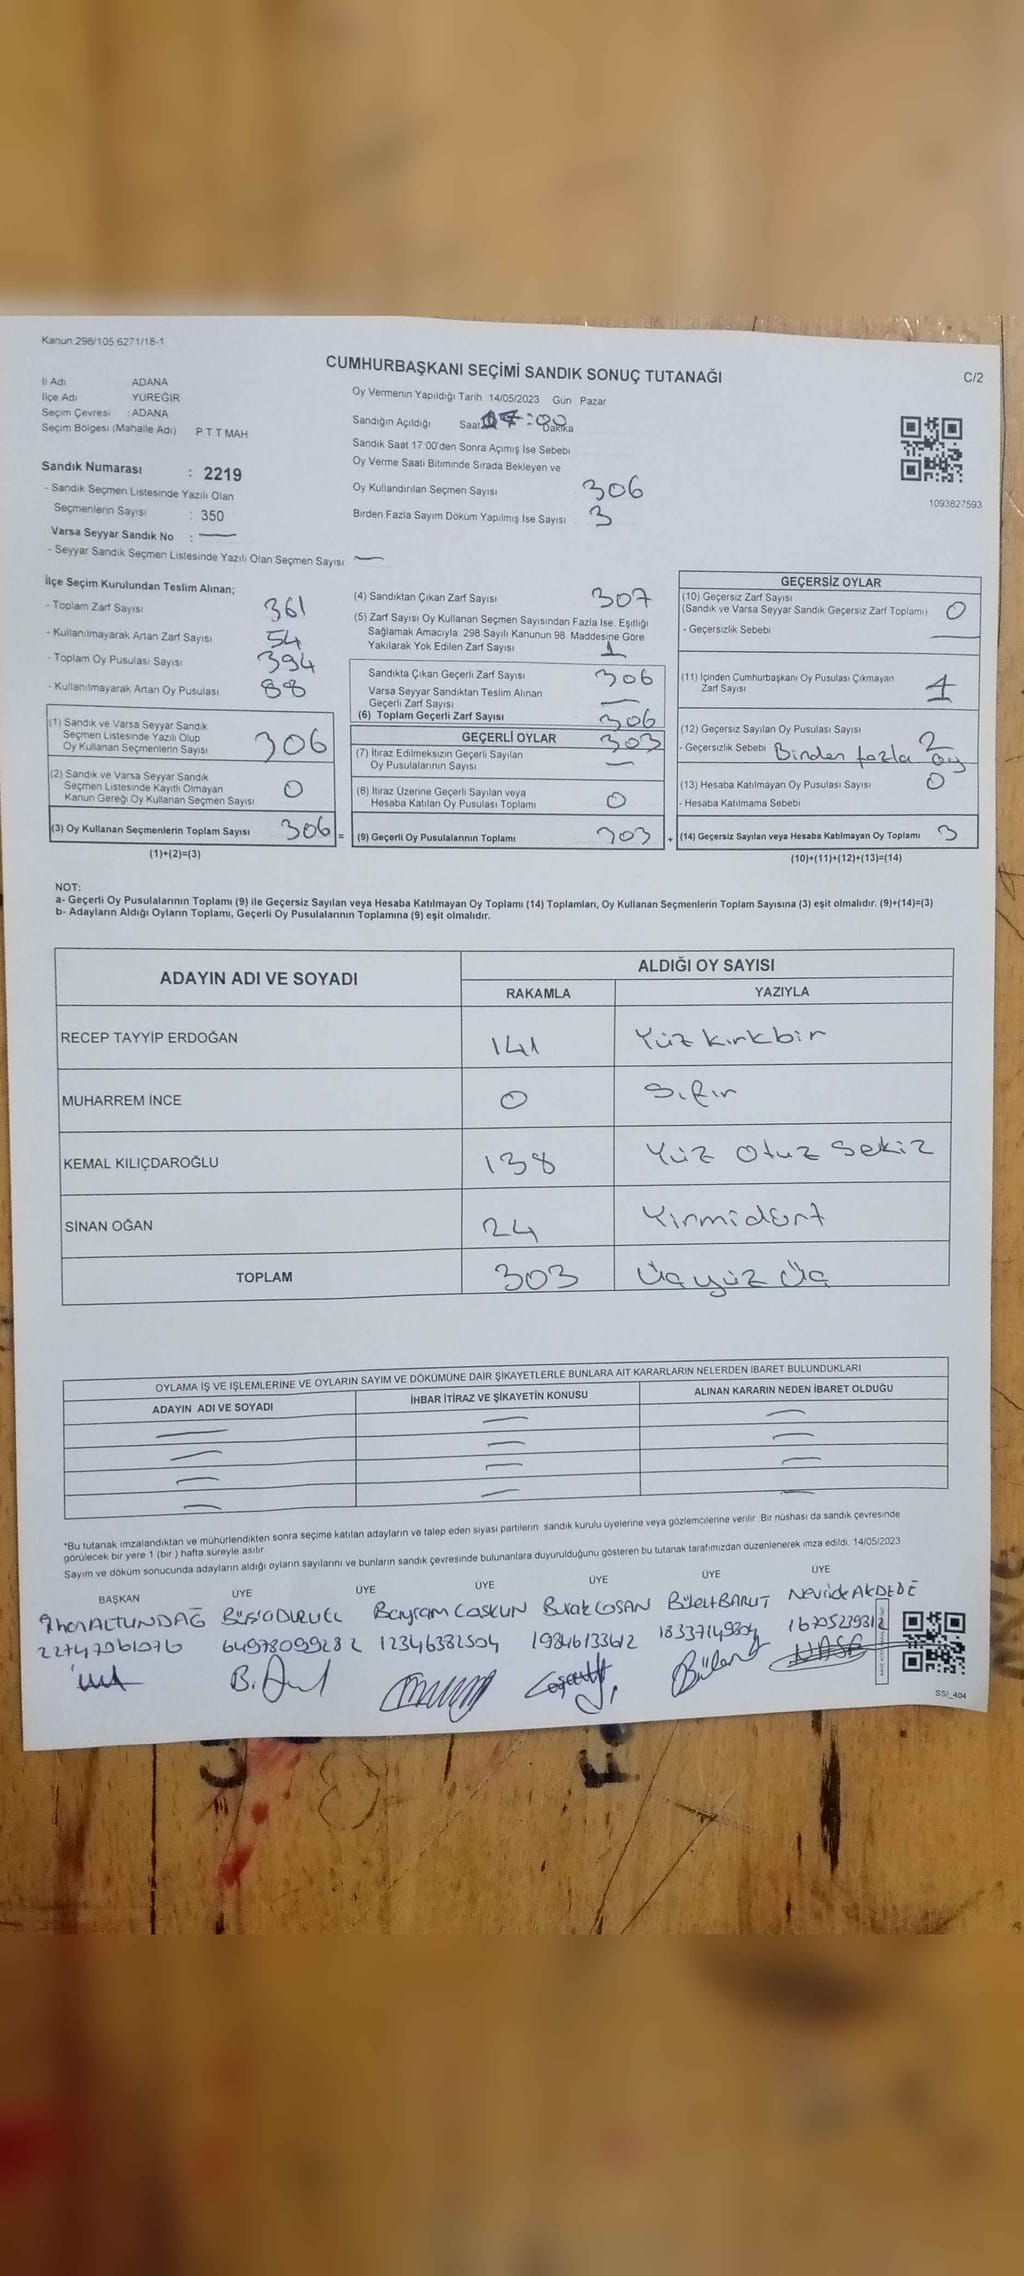 Kanun.298/105;6271/18-1
CUMHURBAŞKANI SEÇİMİ SANDIK SONUÇ TUTANAĞI
C/2
İl Adı ADANA
İlçe Adı YUREĞİR
Seçim Çevresi : ADANA
Seçim Bölgesi (Mahalle Adı) P T T MAH
Sandık Numarası : 2219
- Sandık Seçmen Listesinde Yazılı Olan
Seçmenlerin Sayısı : 350
Varsa Seyyar Sandık No : —
- Seyyar Sandık Seçmen Listesinde Yazılı Olan Seçmen Sayısı —
Oy Vermenin Yapıldığı Tarih 14/05/2023 Gün Pazar
Sandığın Açıldığı Saat :00 Dakika
Sandık Saat 17 00'den Sonra Açımış İse Sebebi
Oy Verme Saati Bitiminde Sırada Bekleyen ve
Oy Kullandırılan Seçmen Sayısı 306
Birden Fazla Sayım Döküm Yapılmış İse Sayısı 3
1093827593
İlçe Seçim Kurulundan Teslim Alınan;
- Toplam Zarf Sayısı 361
- Kullanılmayarak Artan Zarf Sayısı 54
- Toplam Oy Pusulası Sayısı 394
- Kullanılmayarak Artan Oy Pusulası 88
(1) Sandık ve Varsa Seyyar Sandık
Seçmen Listesinde Yazılı Olup
Oy Kullanan Seçmenlerin Sayısı 306
(2) Sandık ve Varsa Seyyar Sandık
Seçmen Listesinde Kayıtlı Olmayan
Kanun Gereği Oy Kullanan Seçmen Sayısı 0
(3) Oy Kullanan Seçmenlerin Toplam Sayısı 306 =
(1)+(2)=(3)
(4) Sandıktan Çıkan Zarf Sayısı 307
(5) Zarf Sayısı Oy Kullanan Seçmen Sayısından Fazla İse, Eşitliği
Sağlamak Amacıyla 298 Sayılı Kanunun 98 Maddesine Göre
Yakılarak Yok Edilen Zarf Sayısı 1
Sandıkta Çıkan Geçerli Zarf Sayısı 306
Varsa Seyyar Sandıktan Teslim Alınan
Geçerli Zarf Sayısı —
(6) Toplam Geçerli Zarf Sayısı 306
GEÇERLİ OYLAR 303
(7) İtiraz Edilmeksizin Geçerli Sayılan
Oy Pusulalarının Sayısı —
(8) İtiraz Üzerine Geçerli Sayılan veya
Hesaba Katılan Oy Pusulası Toplamı 0
(9) Geçerli Oy Pusulalarının Toplamı 303 +
GEÇERSİZ OYLAR
(10) Geçersiz Zarf Sayısı
(Sandık ve Varsa Seyyar Sandık Geçersiz Zarf Toplamı) 0
- Geçersizlik Sebebi —
(11) İçinden Cumhurbaşkanı Oy Pusulası Çıkmayan
Zarf Sayısı 1
(12) Geçersiz Sayılan Oy Pusulası Sayısı 2
- Geçersizlik Sebebi Birden fazla oy
(13) Hesaba Katılmayan Oy Pusulası Sayısı 0
- Hesaba Katılmama Sebebi
(14) Geçersiz Sayılan veya Hesaba Katılmayan Oy Toplamı 3
(10)+(11)+(12)+(13)=(14)
NOT:
a- Geçerli Oy Pusulalarının Toplamı (9) ile Geçersiz Sayılan veya Hesaba Katılmayan Oy Toplamı (14) Toplamları, Oy Kullanan Seçmenlerin Toplam Sayısına (3) eşit olmalıdır. (9)+(14)=(3)
b- Adayların Aldığı Oyların Toplamı, Geçerli Oy Pusulalarının Toplamına (9) eşit olmalıdır.
ADAYIN ADI VE SOYADI ALDIĞI OY SAYISI
RAKAMLA YAZIYLA
RECEP TAYYİP ERDOĞAN 141 Yüz kırkbir
MUHARREM İNCE 0 Sıfır
KEMAL KILIÇDAROĞLU 138 Yüz Otuz Sekiz
SİNAN OĞAN 24 Yirmidört
TOPLAM 303 Üçyüz Üç
OYLAMA İŞ VE İŞLEMLERİNE VE OYLARIN SAYIM VE DÖKÜMÜNE DAİR ŞİKAYETLERLE BUNLARA AİT KARARLARIN NELERDEN İBARET BULUNDUKLARI
ADAYIN ADI VE SOYADI İHBAR İTİRAZ VE ŞİKAYETİN KONUSU ALINAN KARARIN NEDEN İBARET OLDUĞU
*Bu tutanak imzalandıktan ve mühürlendikten sonra seçime katılan adayların ve talep eden siyasi partilerin sandık kurulu üyelerine veya gözlemcilerine verilir Bir nüshası da sandık çevresinde
görülecek bir yere 1 (bir ) hafta süreyle asılır
Sayım ve döküm sonucunda adayların aldığı oyların sayılarını ve bunların sandık çevresinde bulunanlara duyurulduğunu gösteren bu tutanak tarafımızdan düzenlenerek imza edildi. 14/05/2023
BAŞKAN ÜYE ÜYE ÜYE ÜYE ÜYE ÜYE
İlhan ALTUNDAĞ Bayram COSKUN Burak COSAN Bülent BARUT Nevide AKDEDE
22747961076 64978099282 12346382504 19846133612 18337149804 16705239312
Bülent
SSİ_404